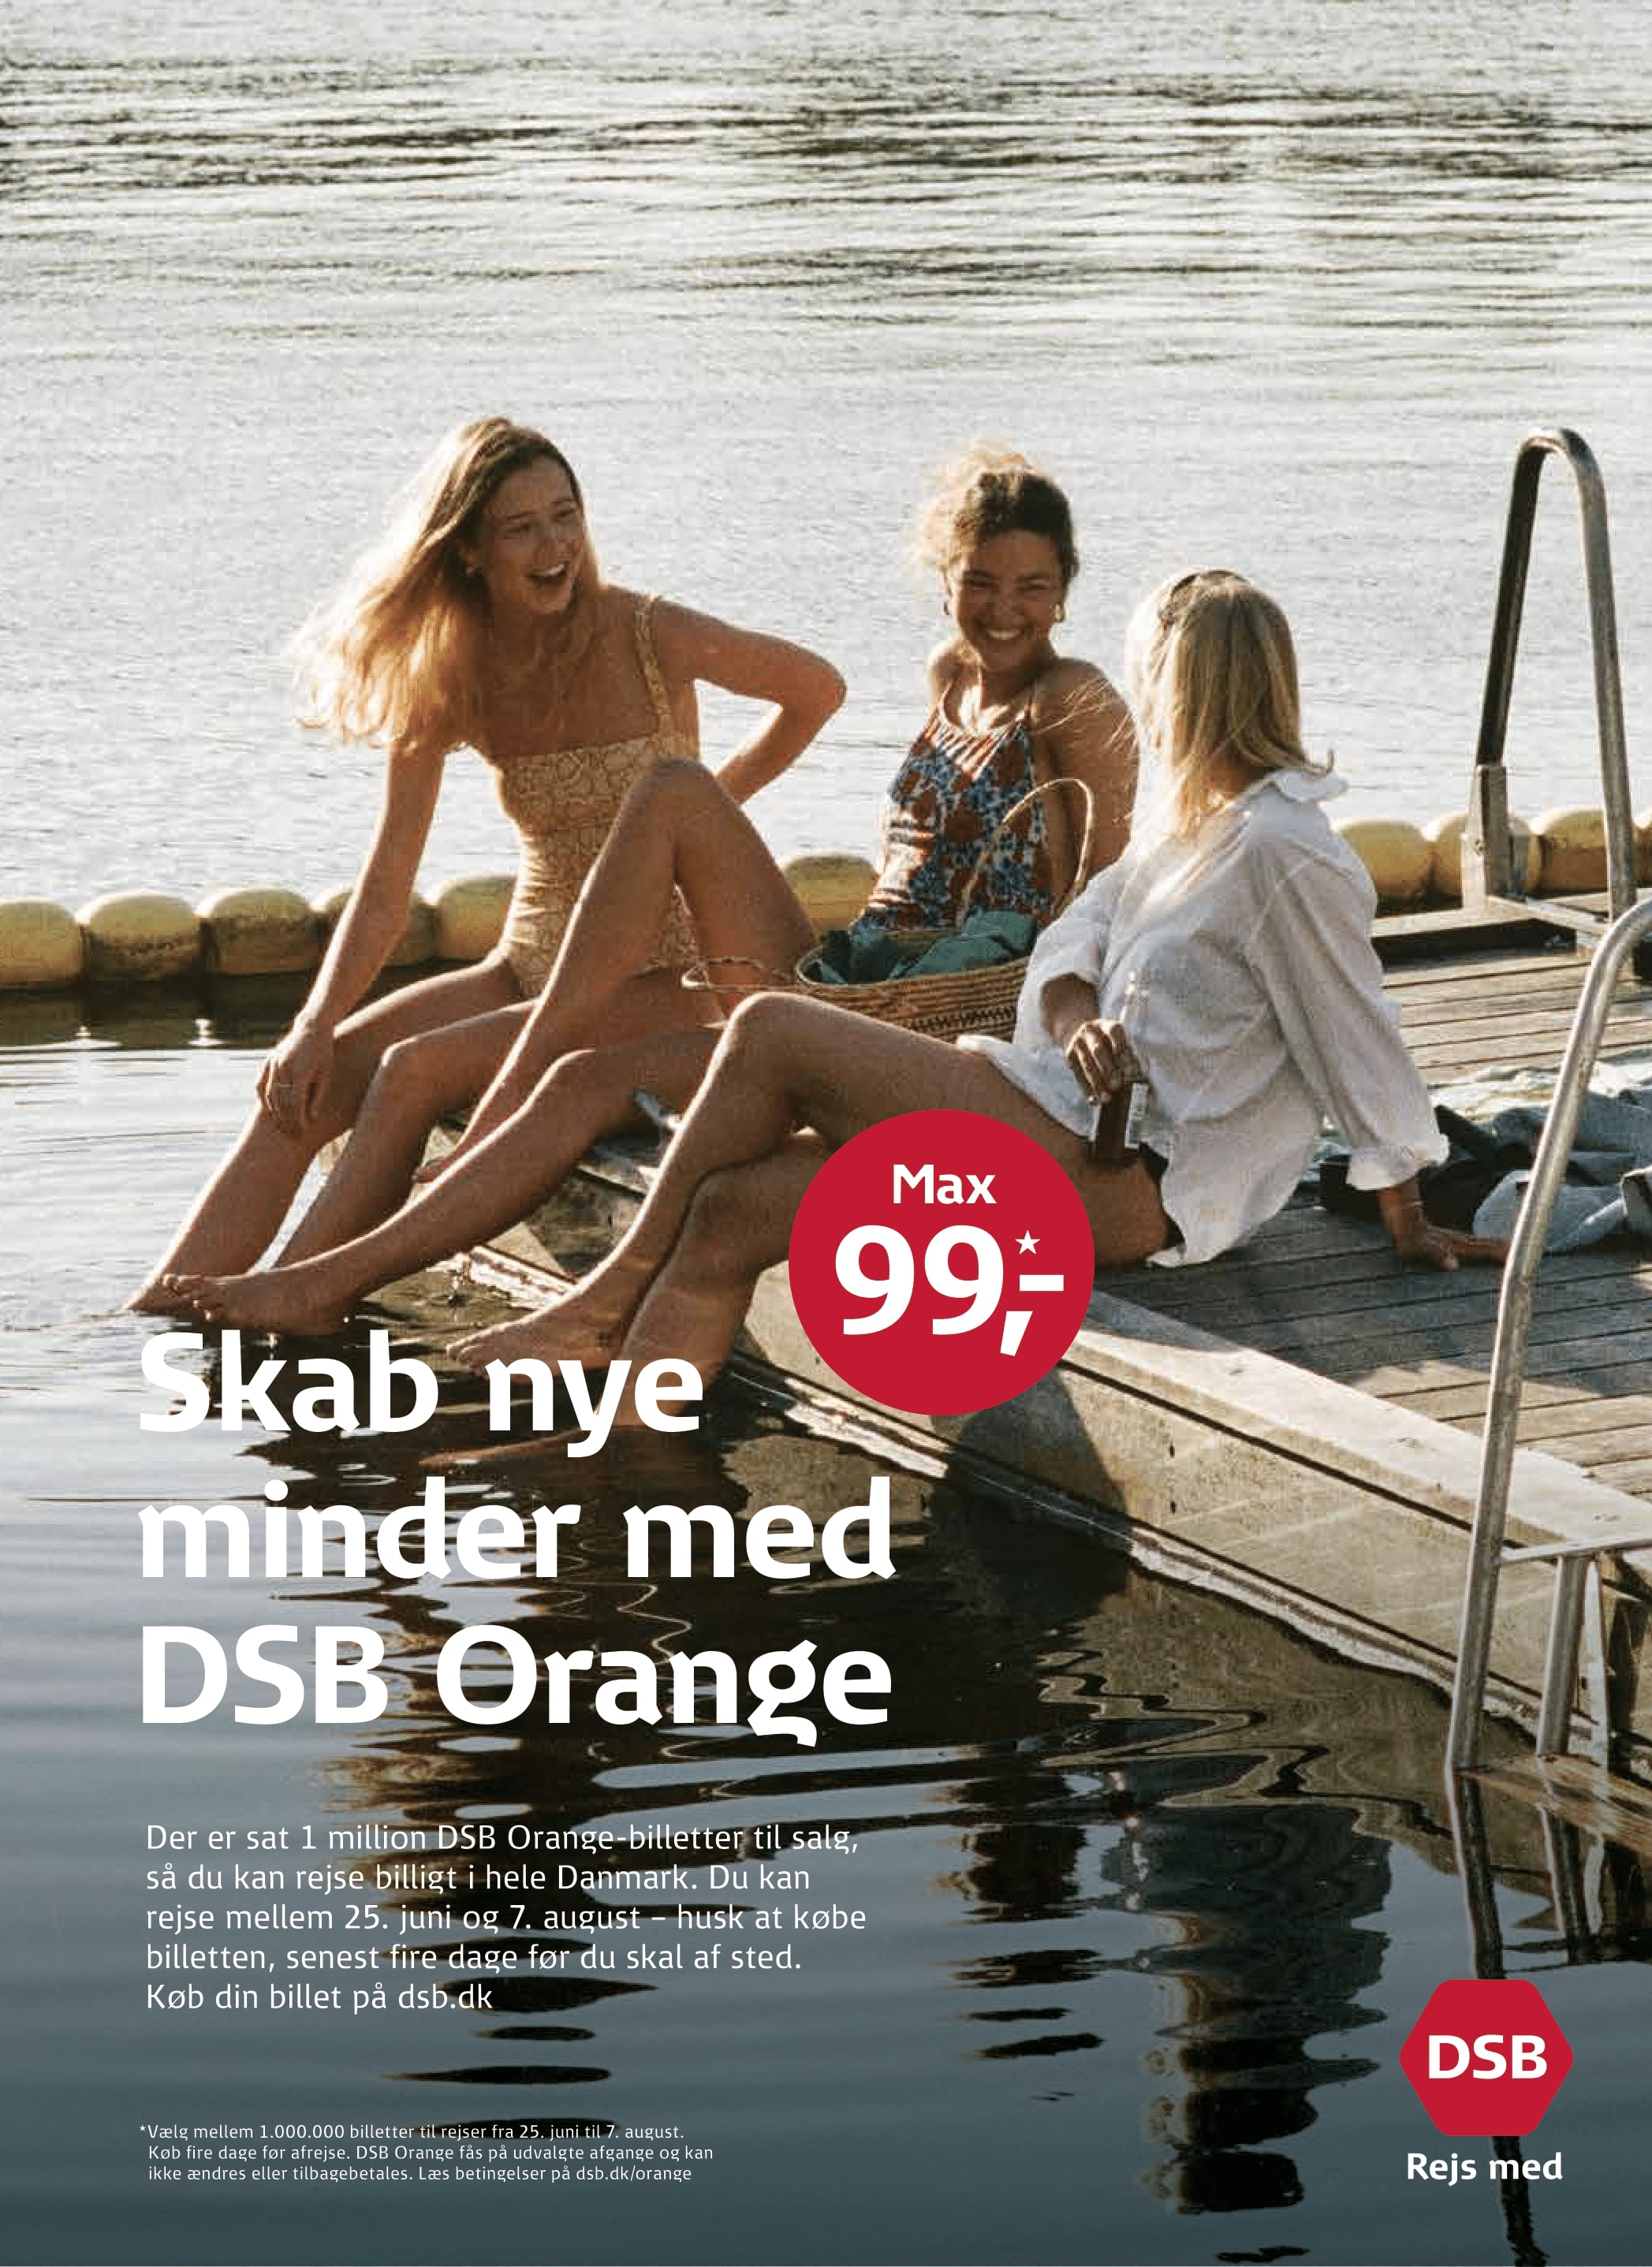 Max
99,-*
Skab nye
minder med
DSB Orange
Der er sat 1 million DSB Orange-billetter til salg,
så du kan rejse billigt i hele Danmark. Du kan
rejse mellem 25. juni og 7. august – husk at købe
billetten, senest fire dage før du skal af sted.
Køb din billet på dsb.dk
*Vælg mellem 1.000.000 billetter til rejser fra 25. juni til 7. august.
Køb fire dage før afrejse. DSB Orange fås på udvalgte afgange og kan
ikke ændres eller tilbagebetales. Læs betingelser på dsb.dk/orange
DSB
Rejs med